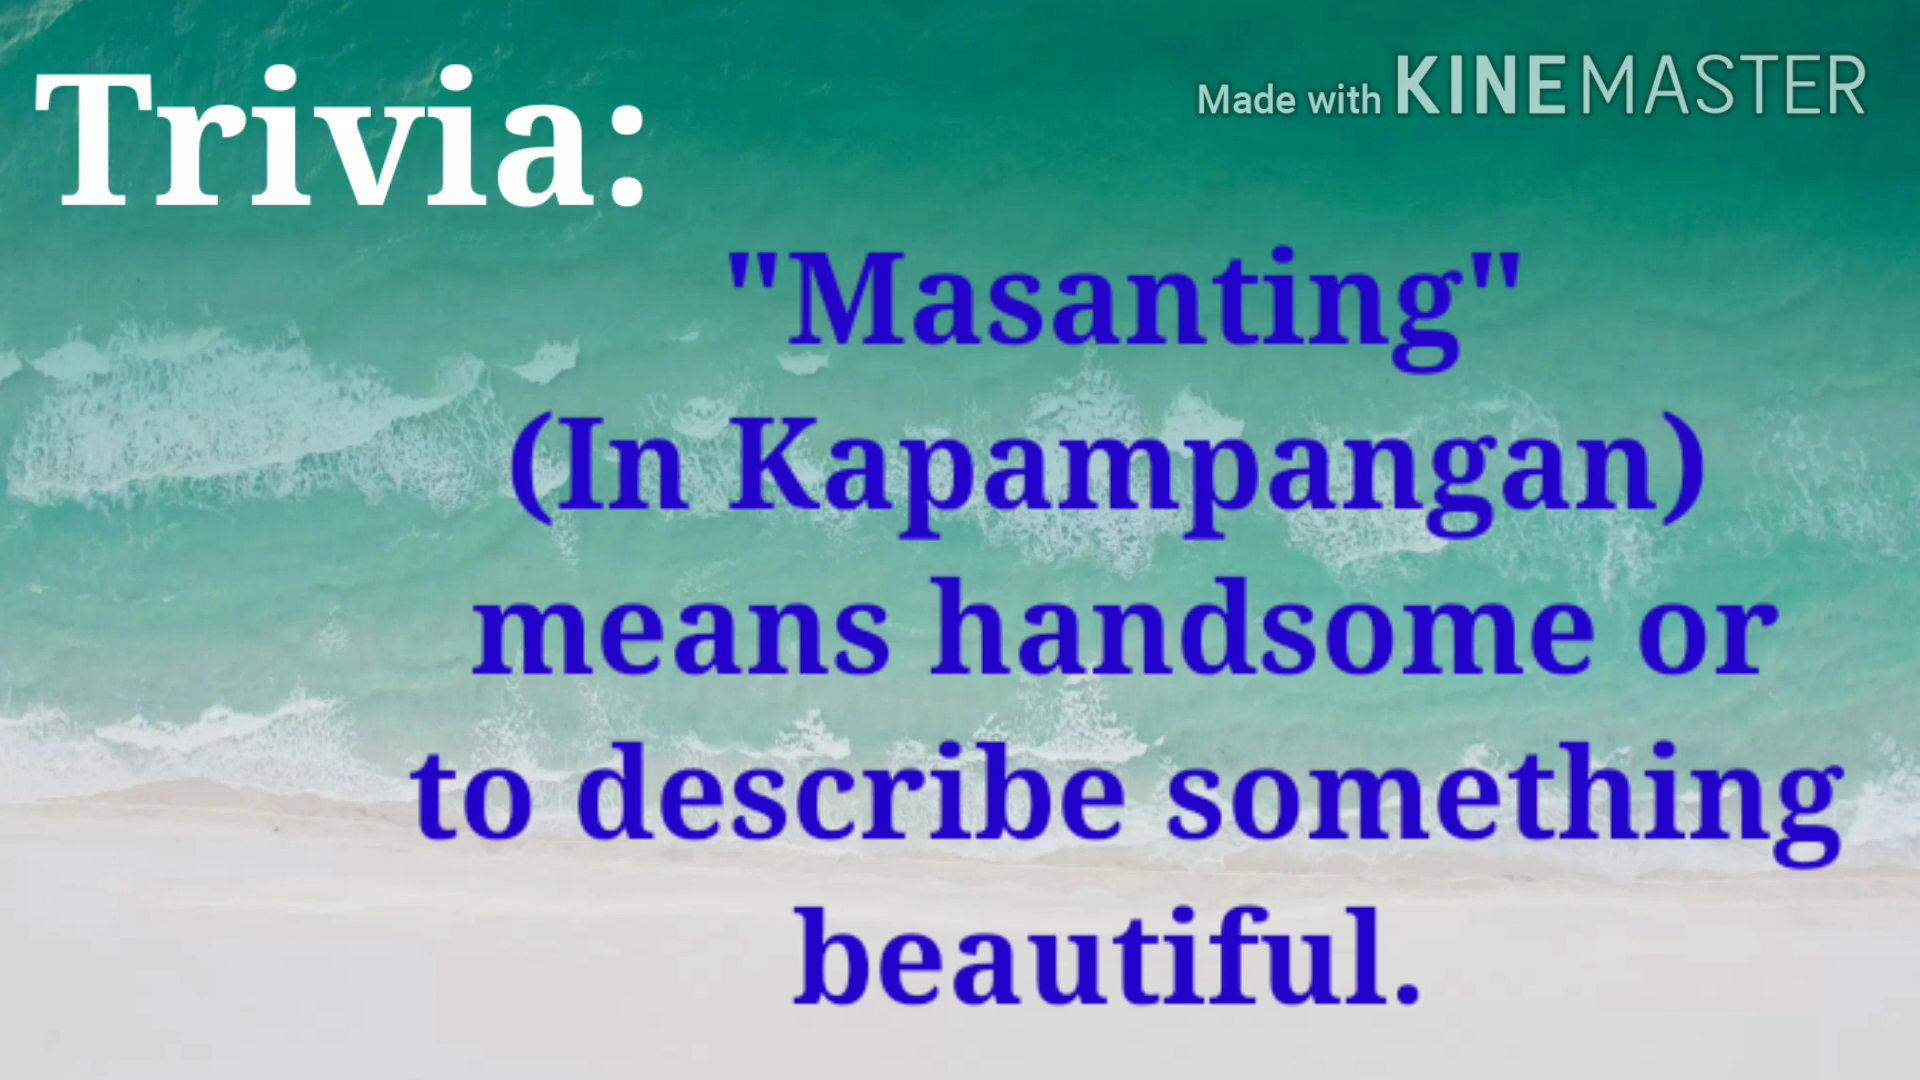 Trivia:
Made with KINEMASTER
"Masanting"
(In Kapampangan)
means handsome or
to describe something
beautiful.